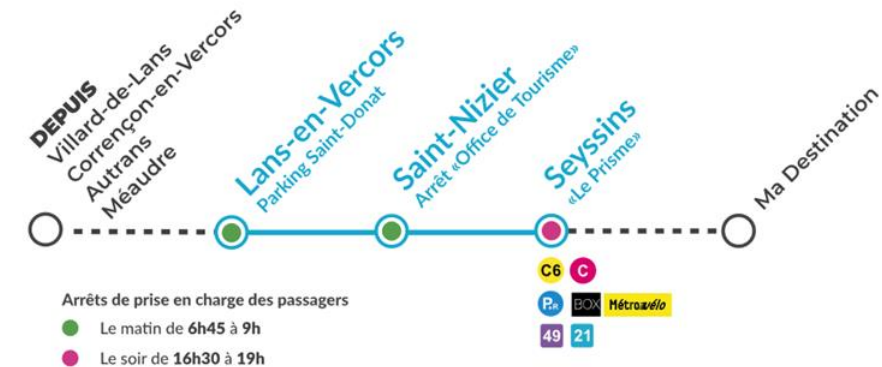 DEPUIS
Villard-de-Lans
Corrençon-en-Vercors
Autrans
Méaudre
Lans-en-Vercors
Parking Saint-Donat
Saint-Nizier
Arrêt «Office de Tourisme»
Seyssins
«Le Prisme»
Ma Destination
C6 C
P+R BOX Métrovélo
49 21
Arrêts de prise en charge des passagers
Le matin de 6h45 à 9h
Le soir de 16h30 à 19h